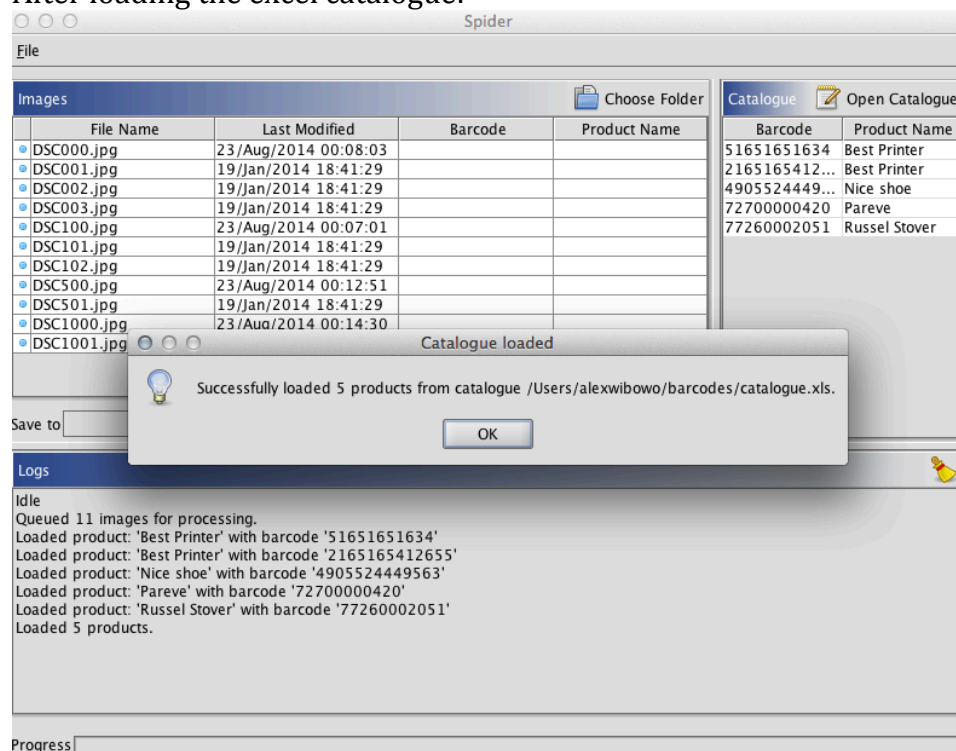 After loading the excel catalogue:
Spider
File
Images Choose Folder
File Name Last Modified Barcode Product Name
DSC000.jpg 23/Aug/2014 00:08:03
DSC001.jpg 19/Jan/2014 18:41:29
DSC002.jpg 19/Jan/2014 18:41:29
DSC003.jpg 19/Jan/2014 18:41:29
DSC100.jpg 23/Aug/2014 00:07:01
DSC101.jpg 19/Jan/2014 18:41:29
DSC102.jpg 19/Jan/2014 18:41:29
DSC500.jpg 23/Aug/2014 00:12:51
DSC501.jpg 19/Jan/2014 18:41:29
DSC1000.jpg 23/Aug/2014 00:14:30
DSC1001.jpg
Catalogue Open Catalogue
Barcode Product Name
51651651634 Best Printer
2165165412... Best Printer
4905524449... Nice shoe
72700000420 Pareve
77260002051 Russel Stover
Catalogue loaded
Successfully loaded 5 products from catalogue /Users/alexwibowo/barcodes/catalogue.xls.
OK
Save to
Logs
Idle
Queued 11 images for processing.
Loaded product: 'Best Printer' with barcode '51651651634'
Loaded product: 'Best Printer' with barcode '2165165412655'
Loaded product: 'Nice shoe' with barcode '4905524449563'
Loaded product: 'Pareve' with barcode '72700000420'
Loaded product: 'Russel Stover' with barcode '77260002051'
Loaded 5 products.
Progress